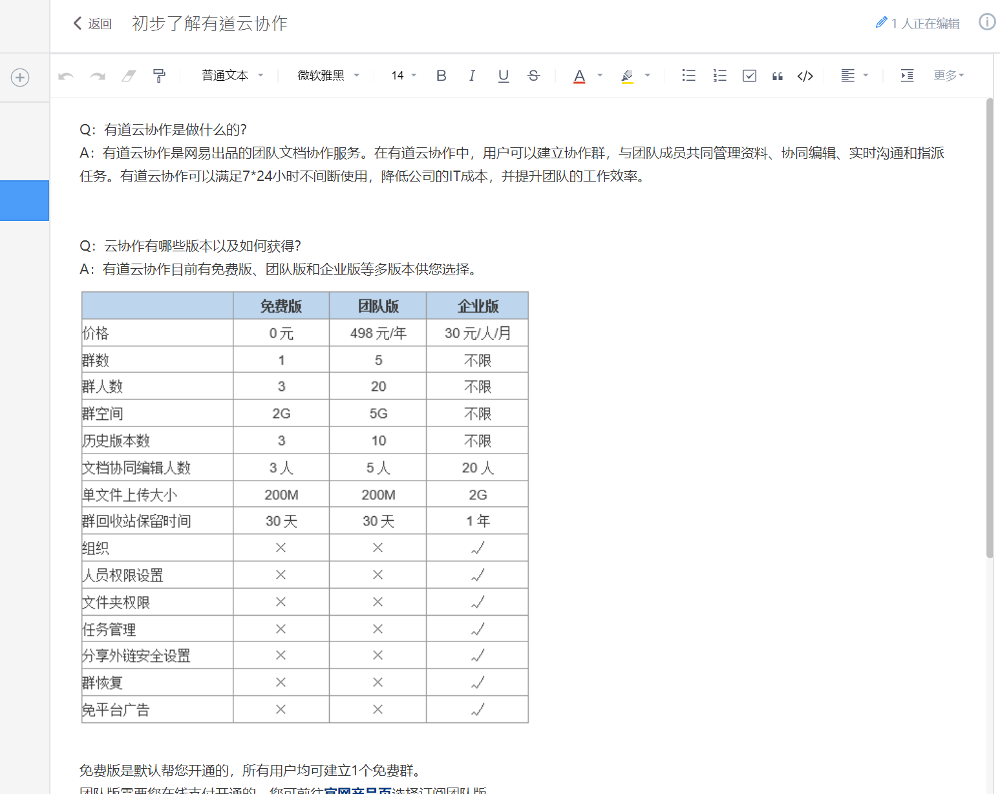 返回 初步了解有道云协作 1 人正在编辑
普通文本 微软雅黑 14 B I U S A 更多
Q：有道云协作是做什么的？
A：有道云协作是网易出品的团队文档协作服务。在有道云协作中，用户可以建立协作群，与团队成员共同管理资料、协同编辑、实时沟通和指派
任务。有道云协作可以满足7*24小时不间断使用，降低公司的IT成本，并提升团队的工作效率。
Q：云协作有哪些版本以及如何获得？
A：有道云协作目前有免费版、团队版和企业版等多版本供您选择。
免费版 团队版 企业版
价格 0 元 498 元/年 30 元/人/月
群数 1 5 不限
群人数 3 20 不限
群空间 2G 5G 不限
历史版本数 3 10 不限
文档协同编辑人数 3 人 5 人 20 人
单文件上传大小 200M 200M 2G
群回收站保留时间 30 天 30 天 1 年
组织 × × √
人员权限设置 × × √
文件夹权限 × × √
任务管理 × × √
分享外链安全设置 × × √
群恢复 × × √
免平台广告 × × √
免费版是默认帮您开通的，所有用户均可建立1个免费群。
团队版需要您在线支付开通的，您可前往官网产品页选择订阅团队版